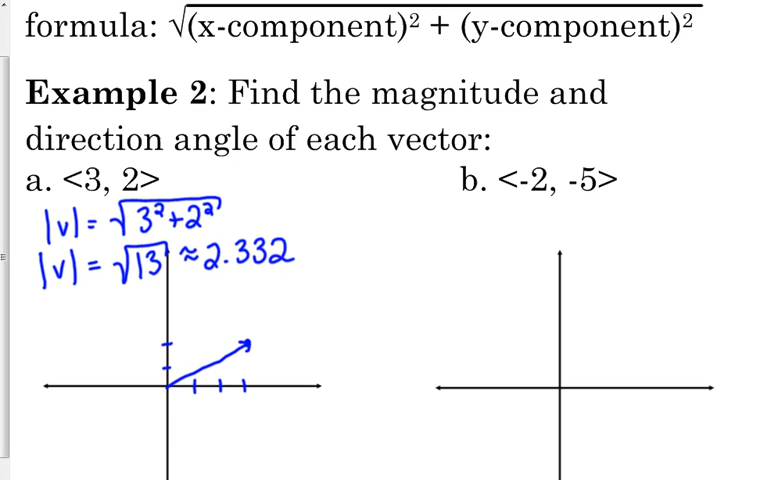 formula: √(x-component)² + (y-component)²
Example 2: Find the magnitude and
direction angle of each vector:
a. <3, 2>
|v| = √3²+2²
|v| = √13 ≈ 2.332
b. <-2, -5>